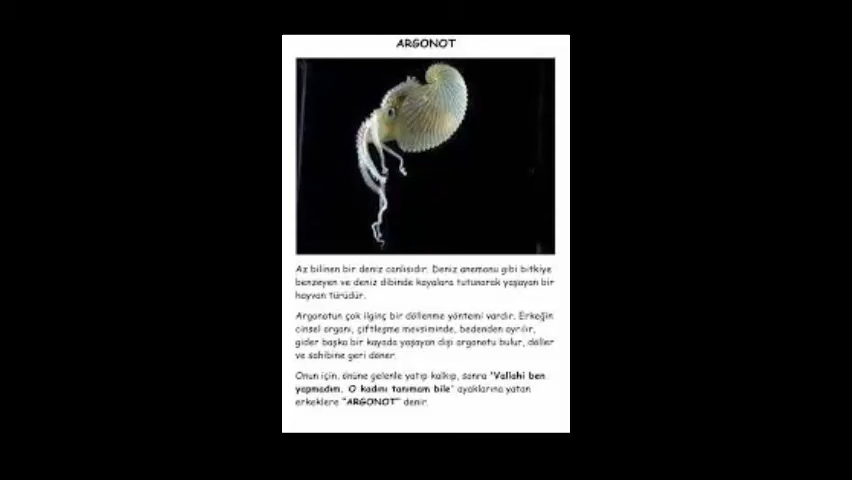 ARGONOT
Az bilinen bir deniz canlısıdır. Deniz anemonu gibi bitkiye
benzeyen ve deniz dibinde kayalara tutunarak yaşayan bir
hayvan türüdür.
Argonotun çok ilginç bir döllenme yöntemi vardır. Erkeğin
cinsel organı, çiftleşme mevsiminde, bedenden ayrılır,
gider başka bir kayada yaşayan dişi argonotu bulur, döller
ve sahibine geri döner.
Onun için, önüne gelenle yatıp kalkıp, sonra "Vallahi ben
yapmadım, O kadını tanımam bile" ayaklarına yatan
erkeklere "ARGONOT" denir.